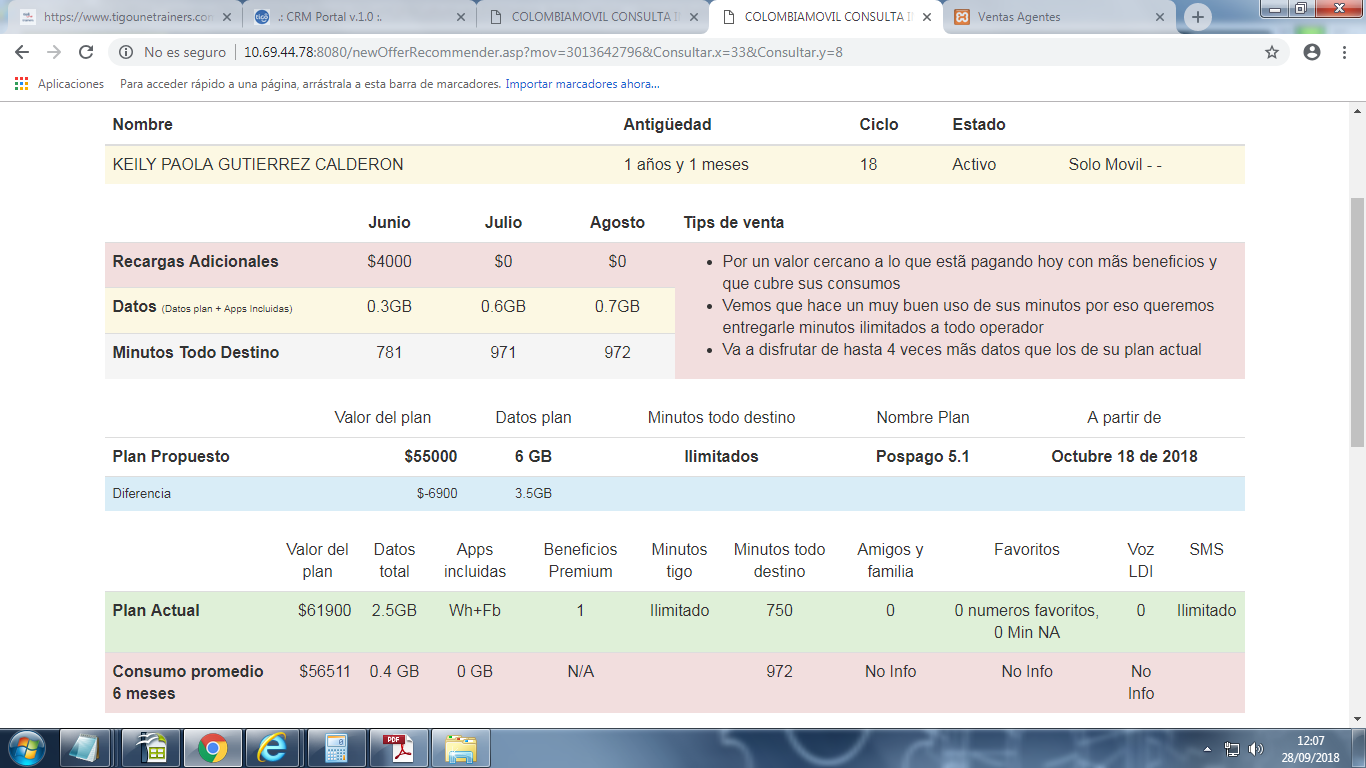 https://www.tigounetrainers.com
.: CRM Portal v.1.0 :.
COLOMBIAMOVIL CONSULTA I
COLOMBIAMOVIL CONSULTA I
Ventas Agentes
No es seguro | 10.69.44.78:8080/newOfferRecommender.asp?mov=3013642796&Consultar.x=33&Consultar.y=8
Aplicaciones Para acceder rápido a una página, arrástrala a esta barra de marcadores. Importar marcadores ahora...
Nombre Antigüedad Ciclo Estado
KEILY PAOLA GUTIERREZ CALDERON 1 años y 1 meses 18 Activo Solo Movil - -
Junio Julio Agosto Tips de venta
Recargas Adicionales $4000 $0 $0
Datos (Datos plan + Apps Incluidas) 0.3GB 0.6GB 0.7GB
Minutos Todo Destino 781 971 972
• Por un valor cercano a lo que estã pagando hoy con mãs beneficios y
que cubre sus consumos
• Vemos que hace un muy buen uso de sus minutos por eso queremos
entregarle minutos ilimitados a todo operador
• Va a disfrutar de hasta 4 veces mãs datos que los de su plan actual
Valor del plan Datos plan Minutos todo destino Nombre Plan A partir de
Plan Propuesto $55000 6 GB Ilimitados Pospago 5.1 Octubre 18 de 2018
Diferencia $-6900 3.5GB
Valor del Datos Apps Beneficios Minutos Minutos todo Amigos y Favoritos Voz SMS
plan total incluidas Premium tigo destino familia LDI
Plan Actual $61900 2.5GB Wh+Fb 1 Ilimitado 750 0 0 numeros favoritos, 0 Ilimitado
0 Min NA
Consumo promedio $56511 0.4 GB 0 GB N/A 972 No Info No Info No
6 meses Info
PDF
12:07
28/09/2018